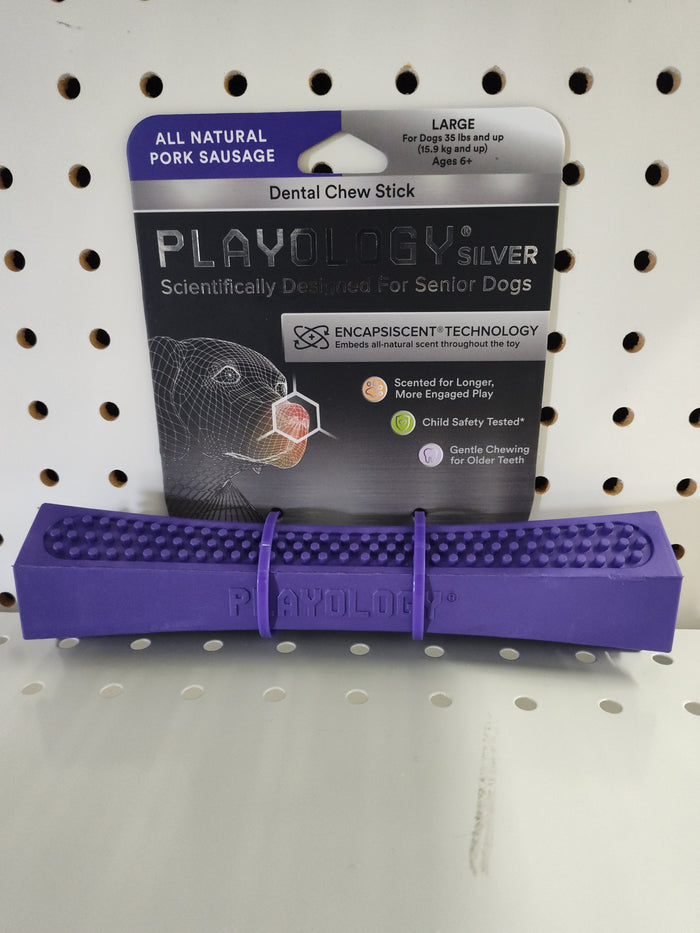 ALL NATURAL
PORK SAUSAGE
LARGE
For Dogs 35 lbs and up
(15.9 kg and up)
Ages 6+
Dental Chew Stick
PLAYOLOGY® SILVER
Scientifically Designed For Senior Dogs
ENCAPSISCENT® TECHNOLOGY
Embeds all-natural scent throughout the toy
Scented for Longer,
More Engaged Play
Child Safety Tested*
Gentle Chewing
for Older Teeth
PLAYOLOGY®